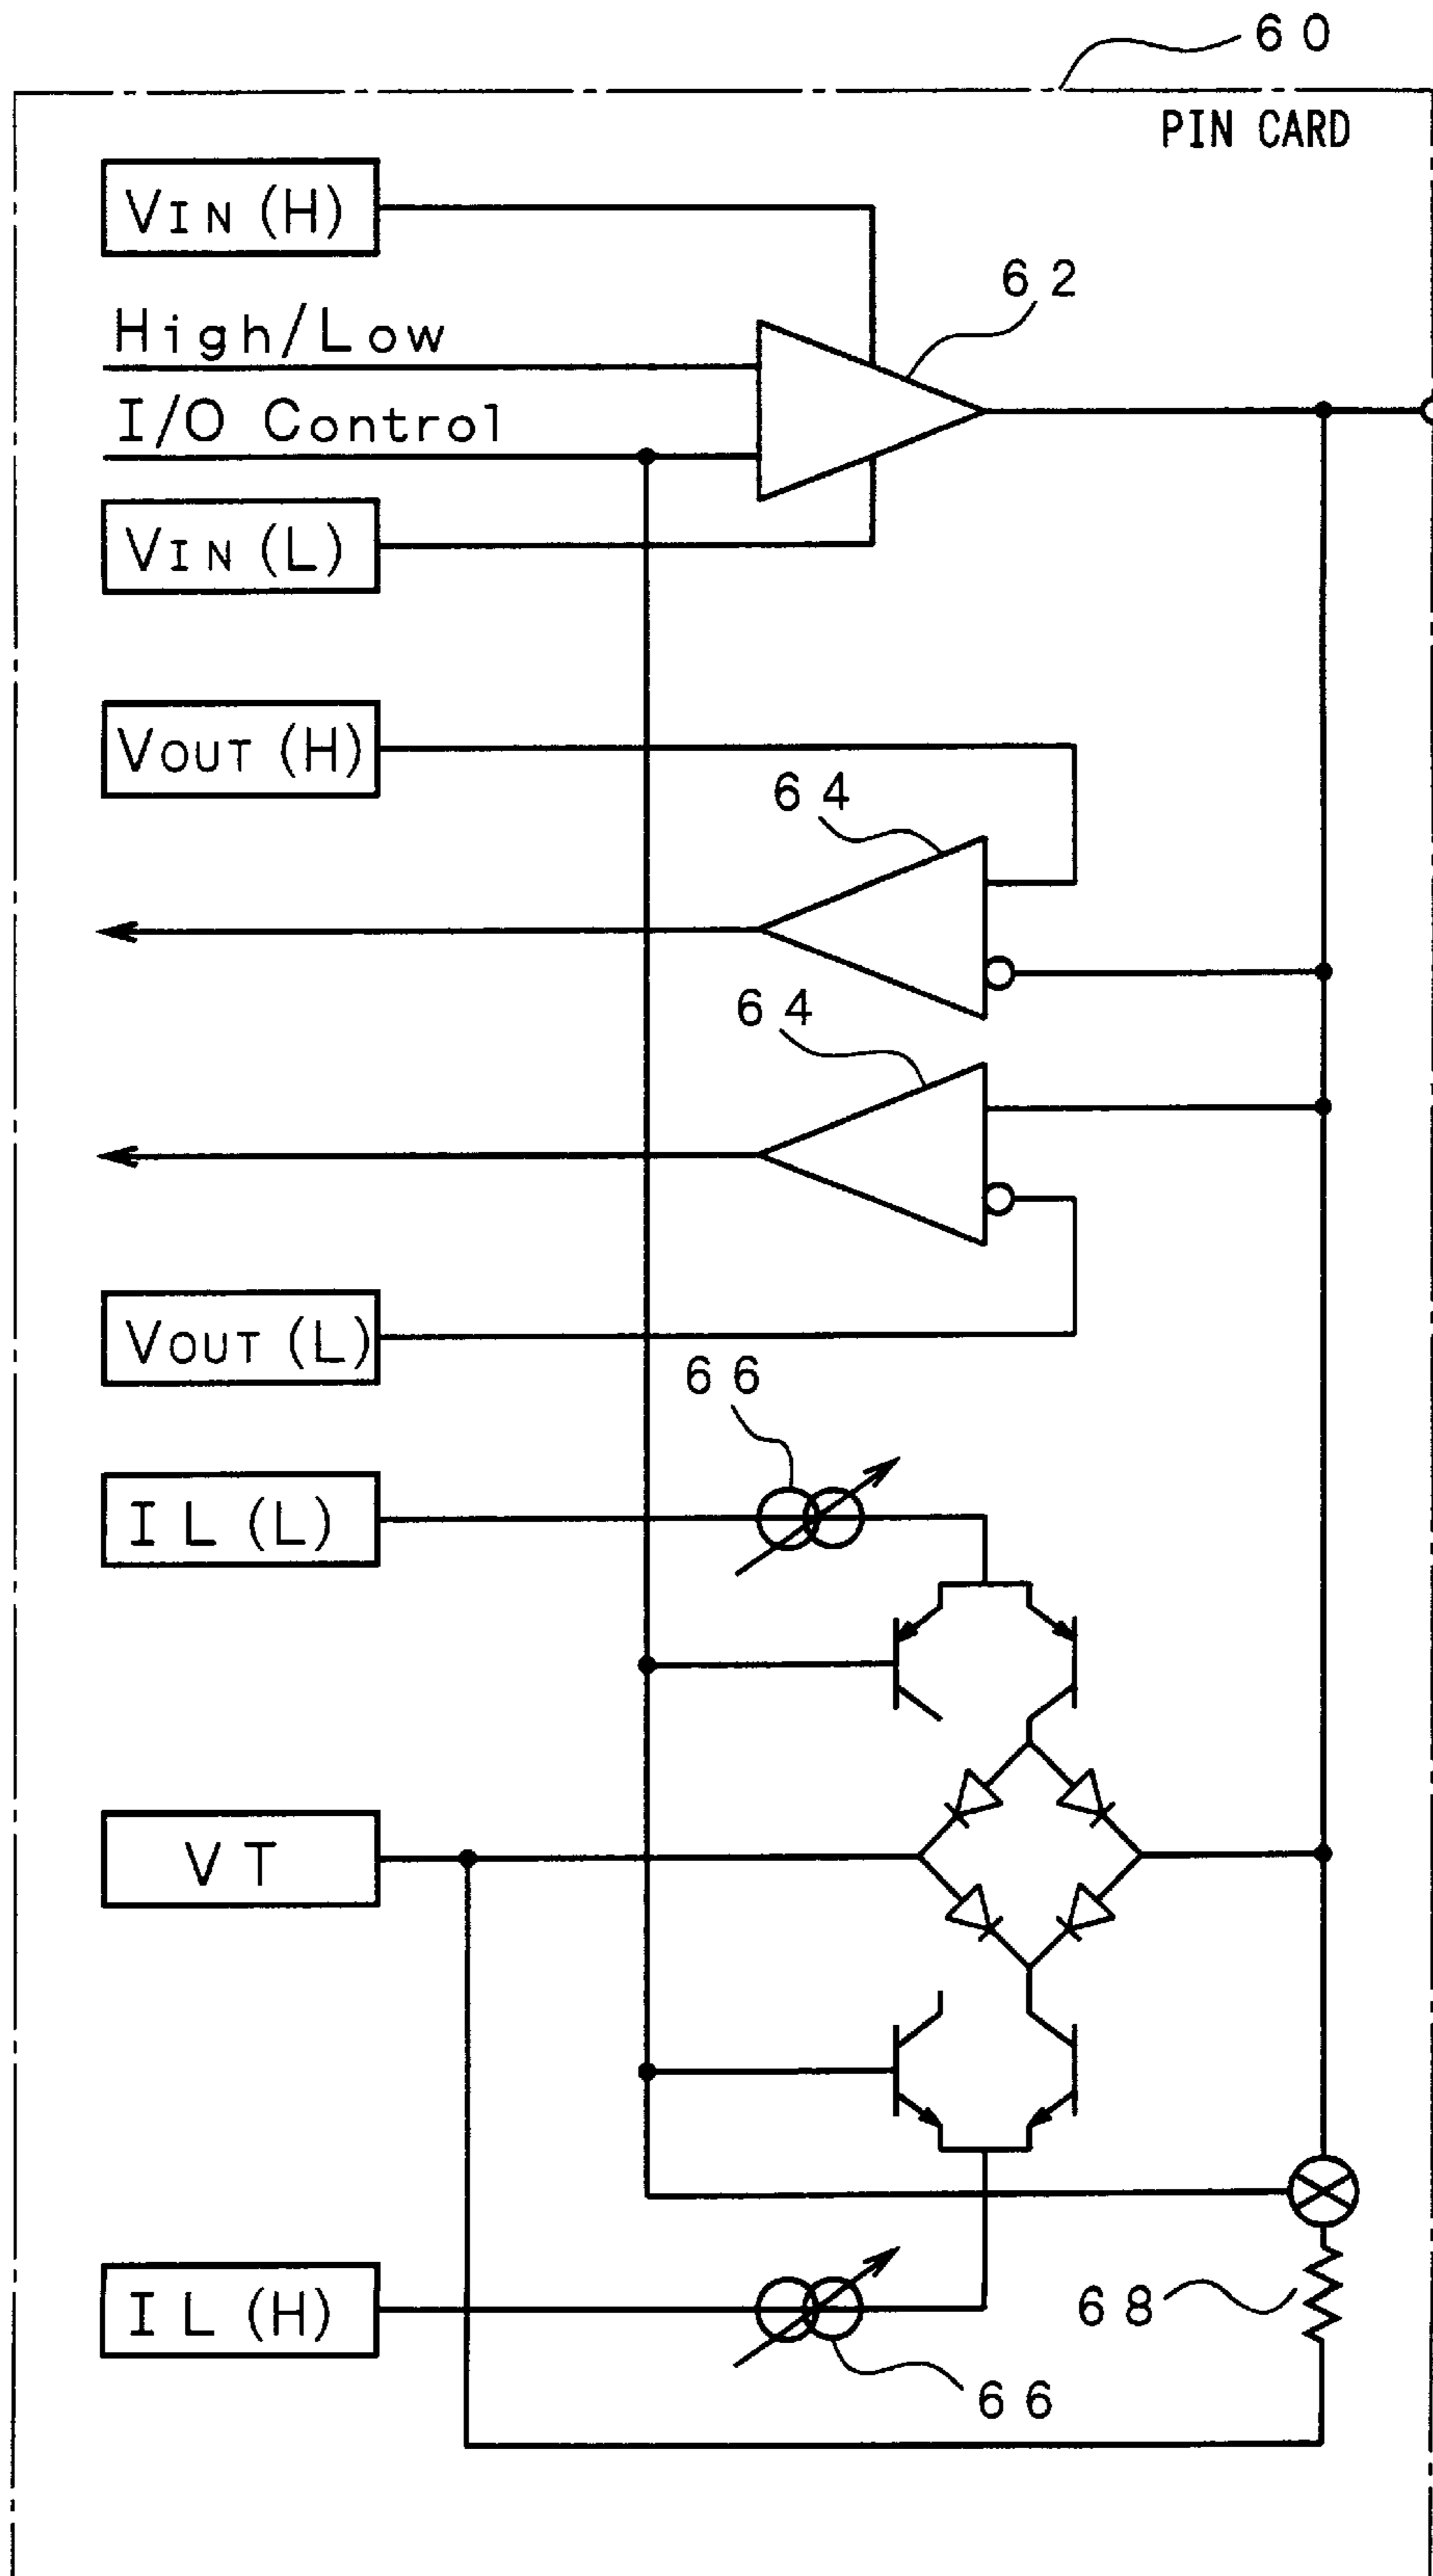 60
PIN CARD
VIN (H)
62
High/Low
I/O Control
VIN (L)
VOUT (H)
64
64
VOUT (L)
66
IL (L)
VT
IL (H)
68
66